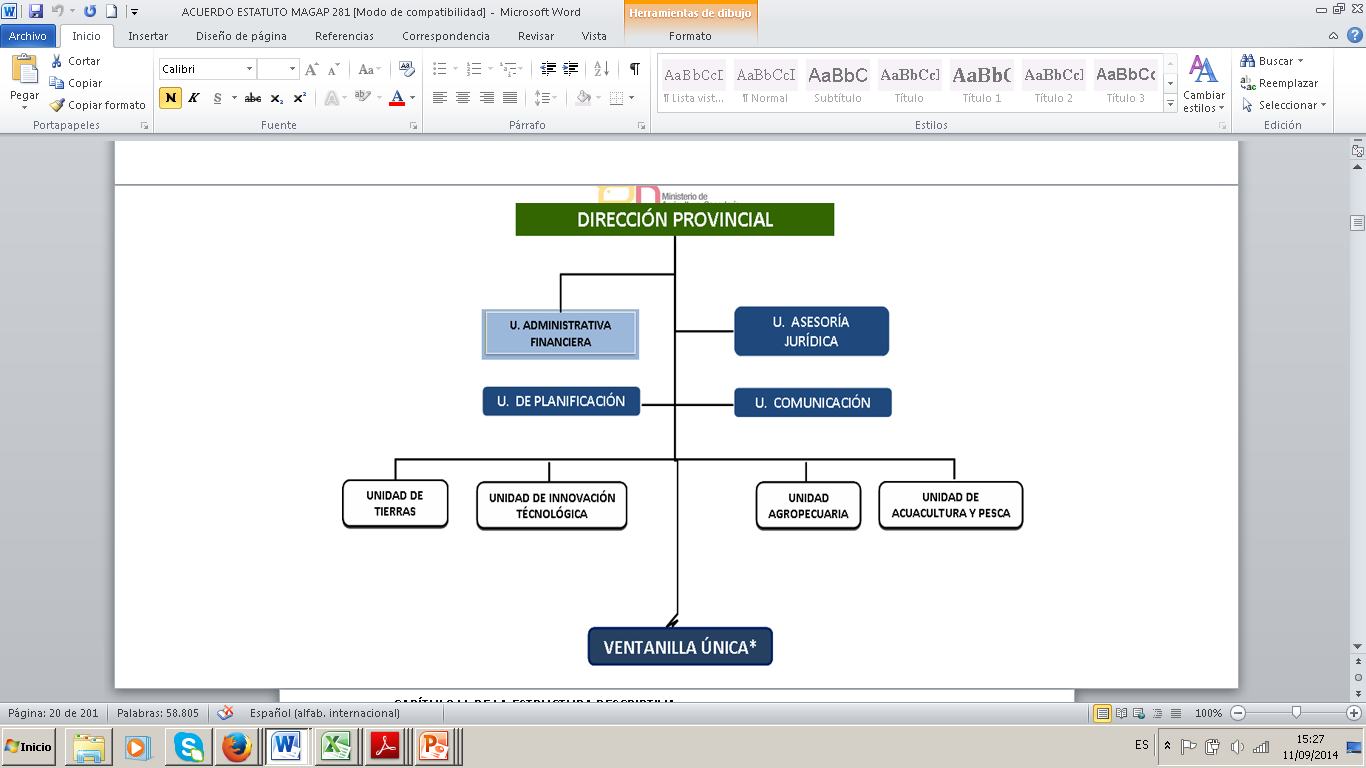 ACUERDO ESTATUTO MAGAP 281 [Modo de compatibilidad] - Microsoft Word
Herramientas de dibujo
Archivo Inicio Insertar Diseño de página Referencias Correspondencia Revisar Vista Formato
Pegar
Cortar
Copiar
Copiar formato
Portapapeles
Calibri
Fuente
Párrafo
AaBbCcI AaBbCcI AaBbC AaBbCcI AaBbC AaBbCcI AaBbCc
¶ Lista vist... ¶ Normal Subtítulo Título Título 1 Título 2 Título 3
Cambiar
estilos
Estilos
Buscar
Reemplazar
Seleccionar
Edición
Ministerio de
DIRECCIÓN PROVINCIAL
U. ADMINISTRATIVA
FINANCIERA
U. ASESORÍA
JURÍDICA
U. DE PLANIFICACIÓN
U. COMUNICACIÓN
UNIDAD DE
TIERRAS
UNIDAD DE INNOVACIÓN
TÉCNOLÓGICA
UNIDAD
AGROPECUARIA
UNIDAD DE
ACUACULTURA Y PESCA
VENTANILLA ÚNICA*
Página: 20 de 201 Palabras: 58.805 Español (alfab. internacional) 100%
Inicio
ES
15:27
11/09/2014